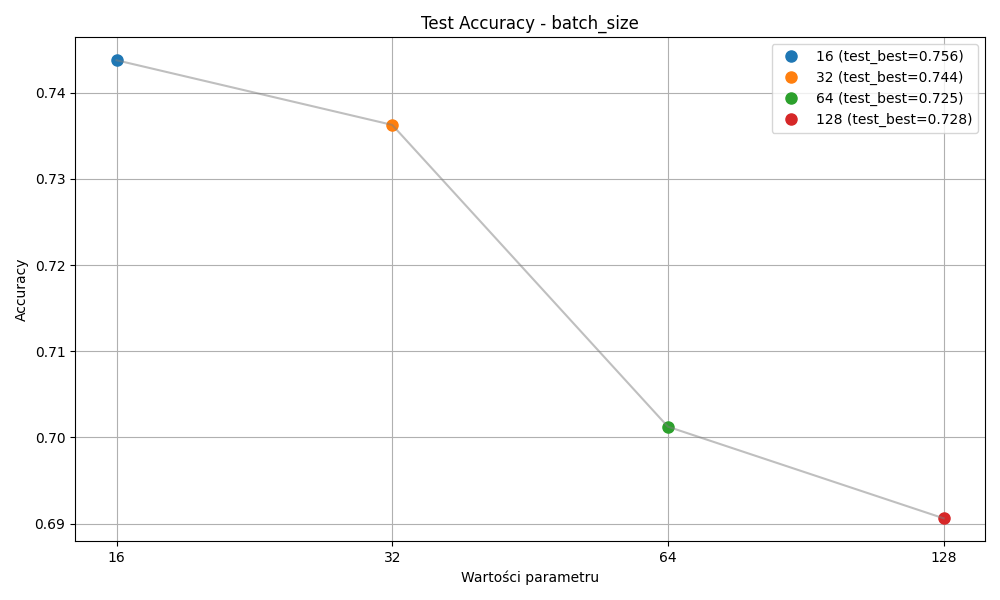 Test Accuracy - batch_size
16 (test_best=0.756)
32 (test_best=0.744)
64 (test_best=0.725)
128 (test_best=0.728)
Accuracy
0.74
0.73
0.72
0.71
0.70
0.69
16 32 64 128
Wartości parametru